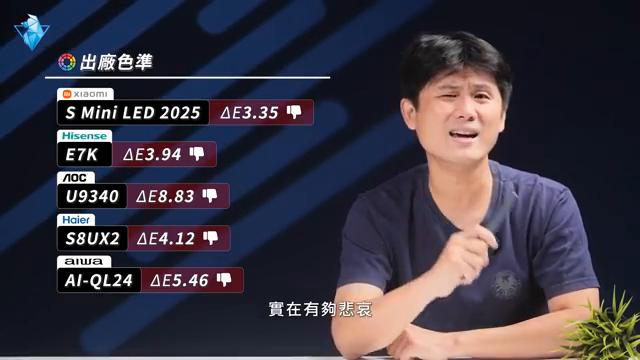 出廠色準
xiaomi
S Mini LED 2025 ΔE3.35
Hisense
E7K ΔE3.94
AOC
U9340 ΔE8.83
Haier
S8UX2 ΔE4.12
aiwa
AI-QL24 ΔE5.46
實在有夠悲哀